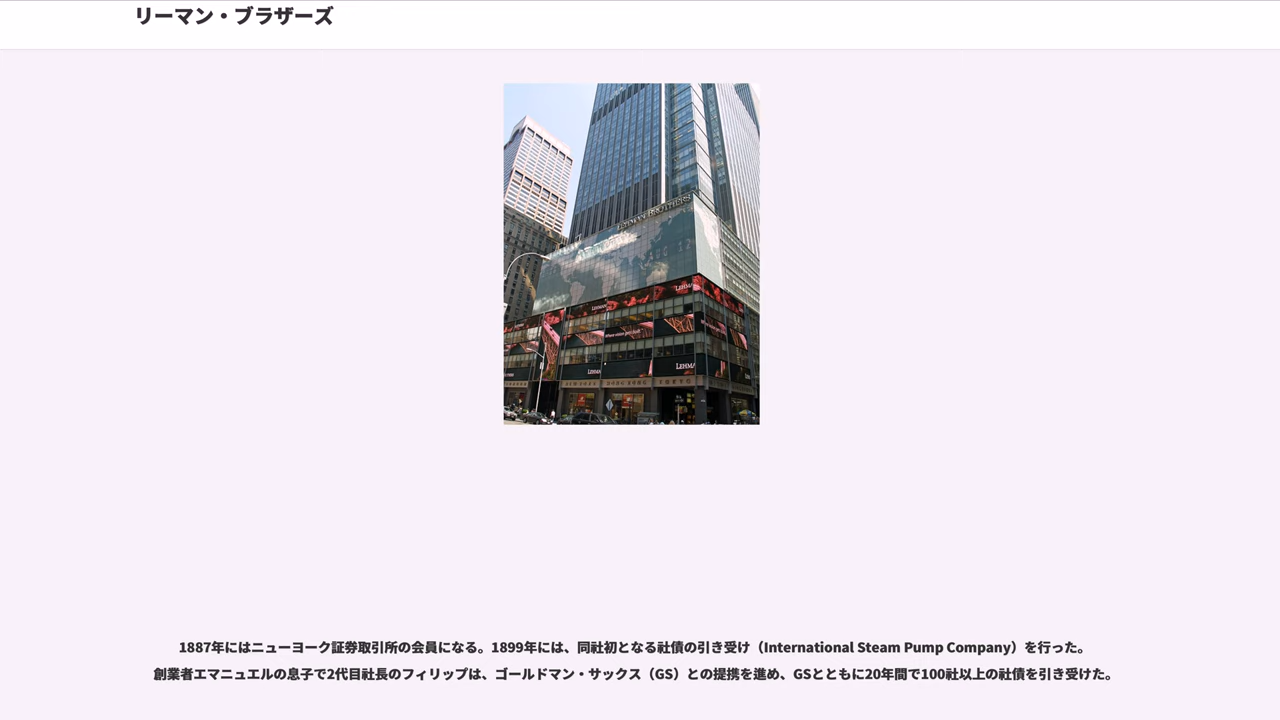 リーマン・ブラザーズ
LEHMAN BROTHERS
LEHMAN
LEHMAN
LEHMAN
LEHMAN
1887年にはニューヨーク証券取引所の会員になる。1899年には、同社初となる社債の引き受け（International Steam Pump Company）を行った。
創業者エマニュエルの息子で2代目社長のフィリップは、ゴールドマン・サックス（GS）との提携を進め、GSとともに20年間で100社以上の社債を引き受けた。